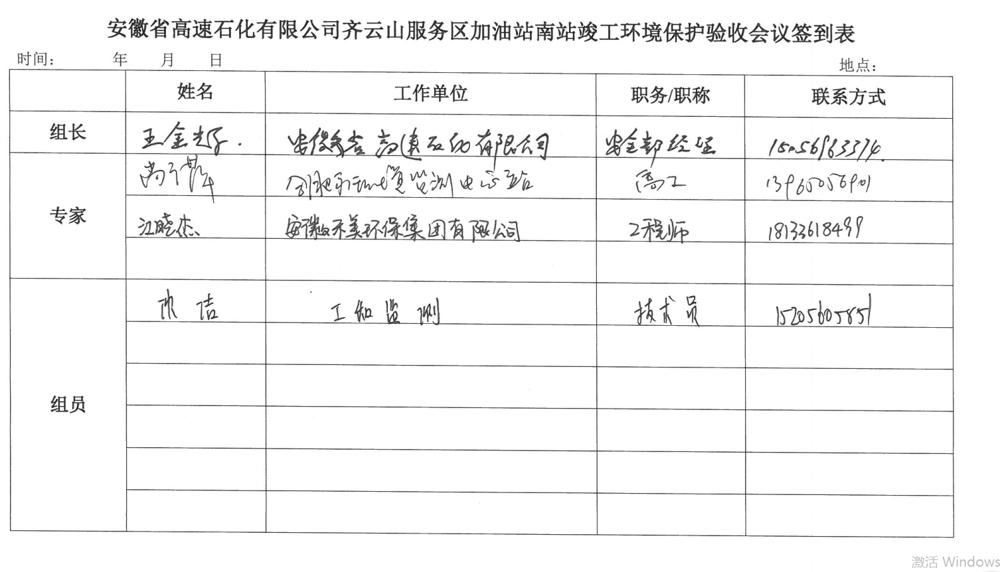 安徽省高速石化有限公司齐云山服务区加油站南站竣工环境保护验收会议签到表
时间： 年 月 日 地点：
姓名 工作单位 职务/职称 联系方式
组长 王金 安徽省高速石化有限公司 安全部经理 15056963374.
专家
高工 13965056901
江晓杰 安徽禾美环保集团有限公司 工程师 18133618499
组员
洁 工和监测 技术员 15205605851
激活 Windows